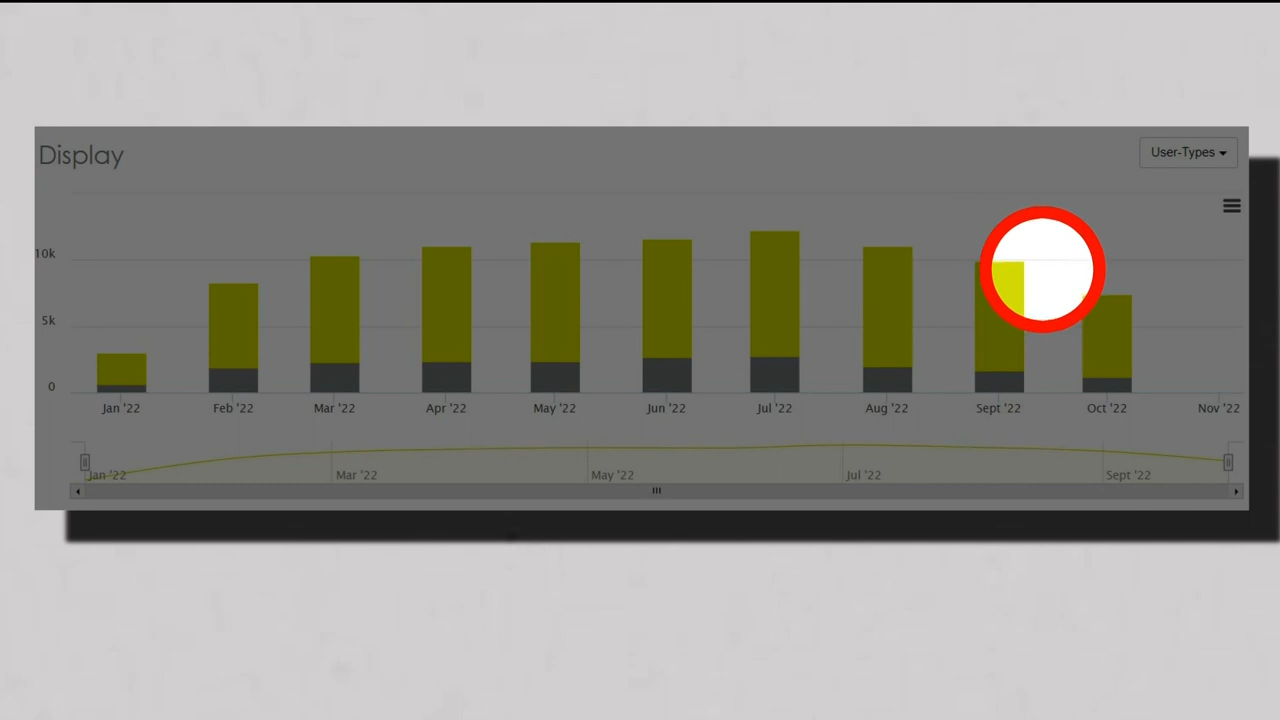 Display
User-Types
10k
5k
0
Jan '22 Feb '22 Mar '22 Apr '22 May '22 Jun '22 Jul '22 Aug '22 Sept '22 Oct '22 Nov '22
Jan '22 Mar '22 May '22 Jul '22 Sept '22